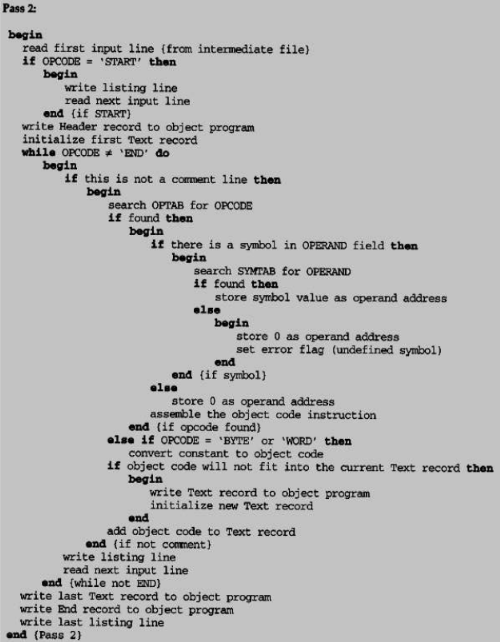 Pass 2:
begin
read first input line {from intermediate file}
if OPCODE = 'START' then
begin
write listing line
read next input line
end {if START}
write Header record to object program
initialize first Text record
while OPCODE ≠ 'END' do
begin
if this is not a comment line then
begin
search OPTAB for OPCODE
if found then
begin
if there is a symbol in OPERAND field then
begin
search SYMTAB for OPERAND
if found then
store symbol value as operand address
else
begin
store 0 as operand address
set error flag (undefined symbol)
end
end {if symbol}
else
store 0 as operand address
assemble the object code instruction
end {if opcode found}
else if OPCODE = 'BYTE' or 'WORD' then
convert constant to object code
if object code will not fit into the current Text record then
begin
write Text record to object program
initialize new Text record
end
add object code to Text record
end {if not comment}
write listing line
read next input line
end {while not END}
write last Text record to object program
write End record to object program
write last listing line
end {Pass 2}